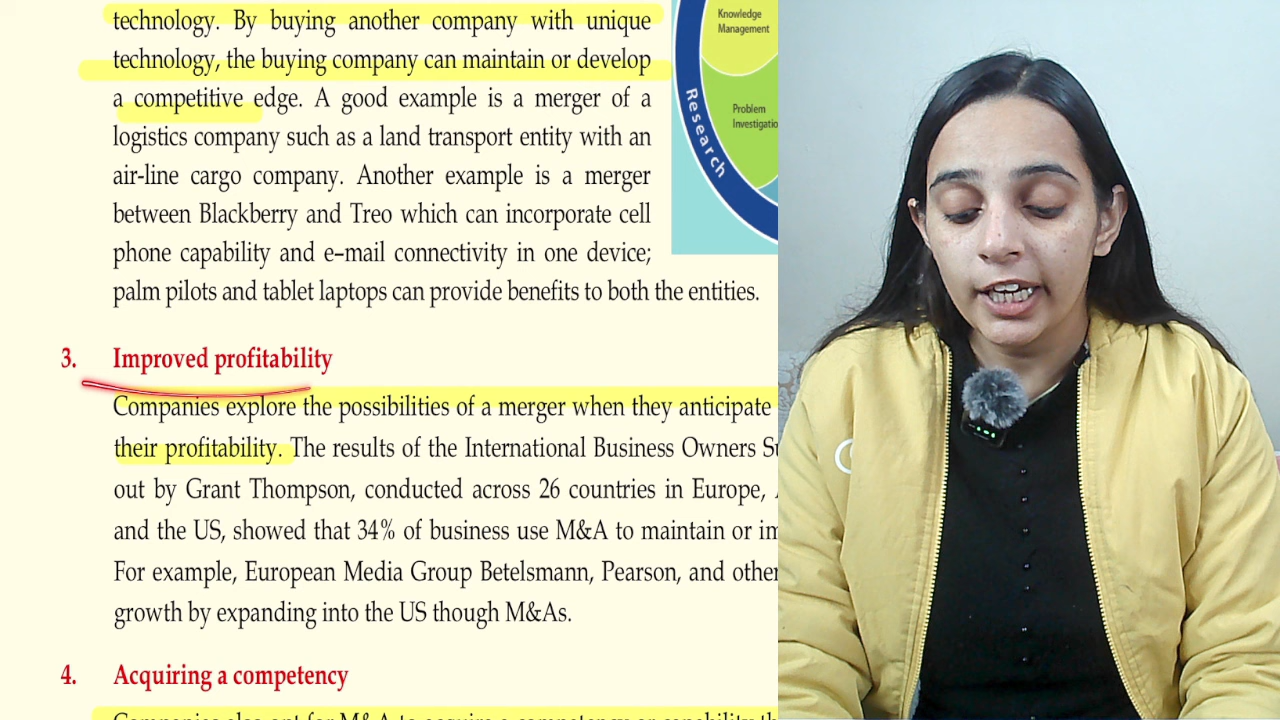 technology. By buying another company with unique
technology, the buying company can maintain or develop
a competitive edge. A good example is a merger of a
logistics company such as a land transport entity with an
air-line cargo company. Another example is a merger
between Blackberry and Treo which can incorporate cell
phone capability and e–mail connectivity in one device;
palm pilots and tablet laptops can provide benefits to both the entities.
Knowledge
Management
Problem
Research
3. Improved profitability
Companies explore the possibilities of a merger when they anticipate
their profitability. The results of the International Business Owners
out by Grant Thompson, conducted across 26 countries in Europe,
and the US, showed that 34% of business use M&A to maintain or
For example, European Media Group Betelsmann, Pearson, and other
growth by expanding into the US though M&As.
4. Acquiring a competency